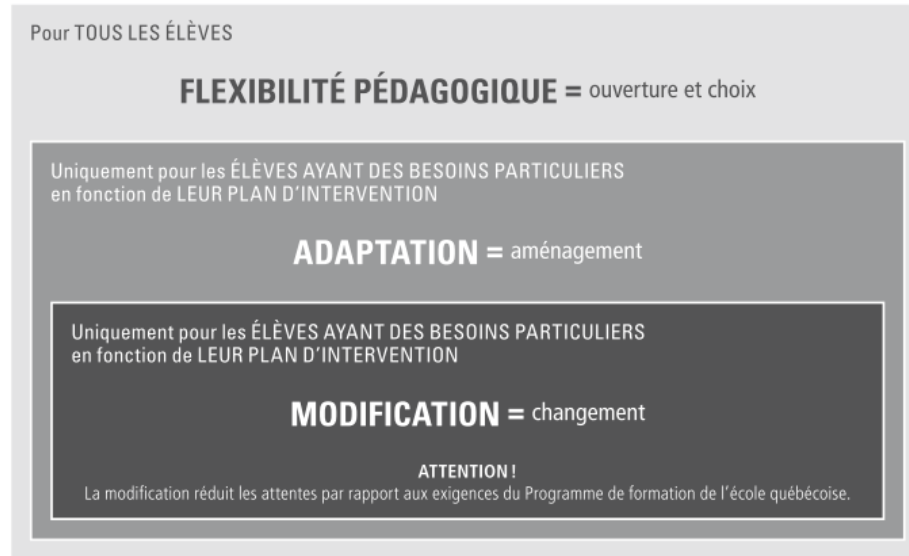 Pour TOUS LES ÉLÈVES
FLEXIBILITÉ PÉDAGOGIQUE = ouverture et choix
Uniquement pour les ÉLÈVES AYANT DES BESOINS PARTICULIERS
en fonction de LEUR PLAN D'INTERVENTION
ADAPTATION = aménagement
Uniquement pour les ÉLÈVES AYANT DES BESOINS PARTICULIERS
en fonction de LEUR PLAN D'INTERVENTION
MODIFICATION = changement
ATTENTION !
La modification réduit les attentes par rapport aux exigences du Programme de formation de l'école québécoise.